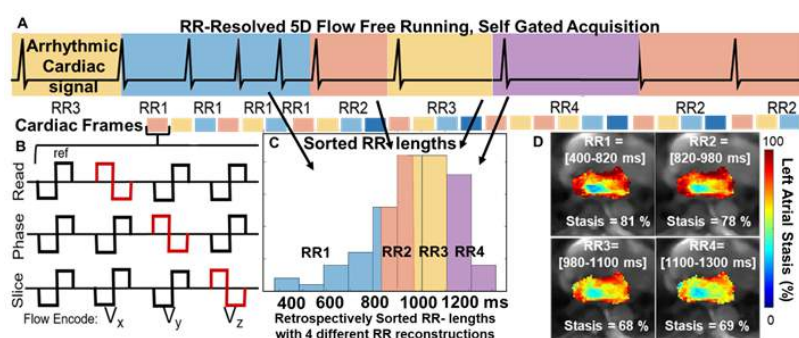 A
RR-Resolved 5D Flow Free Running, Self Gated Acquisition
Arrhythmic
Cardiac
signal
RR3 RR1 RR1 RR1 RR1 RR2 RR3 RR4 RR2 RR2
Cardiac Frames
B
ref
Read
Phase
Slice
Flow Encode: Vx Vy Vz
C
Sorted RR- lengths
RR1 RR2 RR3 RR4
400 600 800 1000 1200 ms
Retrospectively Sorted RR- lengths
with 4 different RR reconstructions
D
RR1 =
[400-820 ms]
Stasis = 81 %
RR2 =
[820-980 ms]
Stasis = 78 %
RR3=
[980-1100 ms]
Stasis = 68 %
RR4=
[1100-1300 ms]
Stasis = 69 %
100
Left Atrial Stasis (%)
0